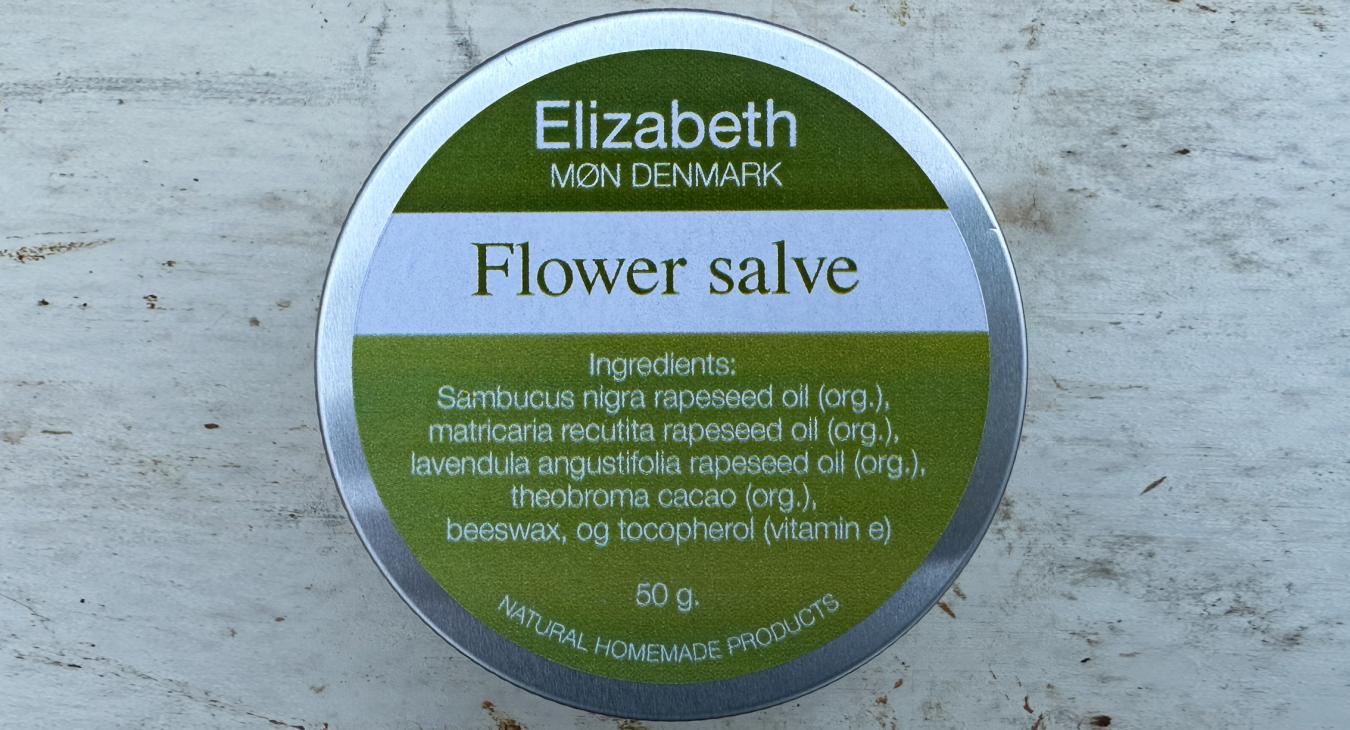 Elizabeth
MØN DENMARK
Flower salve
Ingredients:
Sambucus nigra rapeseed oil (org.),
matricaria recutita rapeseed oil (org.),
lavendula angustifolia rapeseed oil (org.),
theobroma cacao (org.),
beeswax, og tocopherol (vitamin e)
50 g.
NATURAL HOMEMADE PRODUCTS